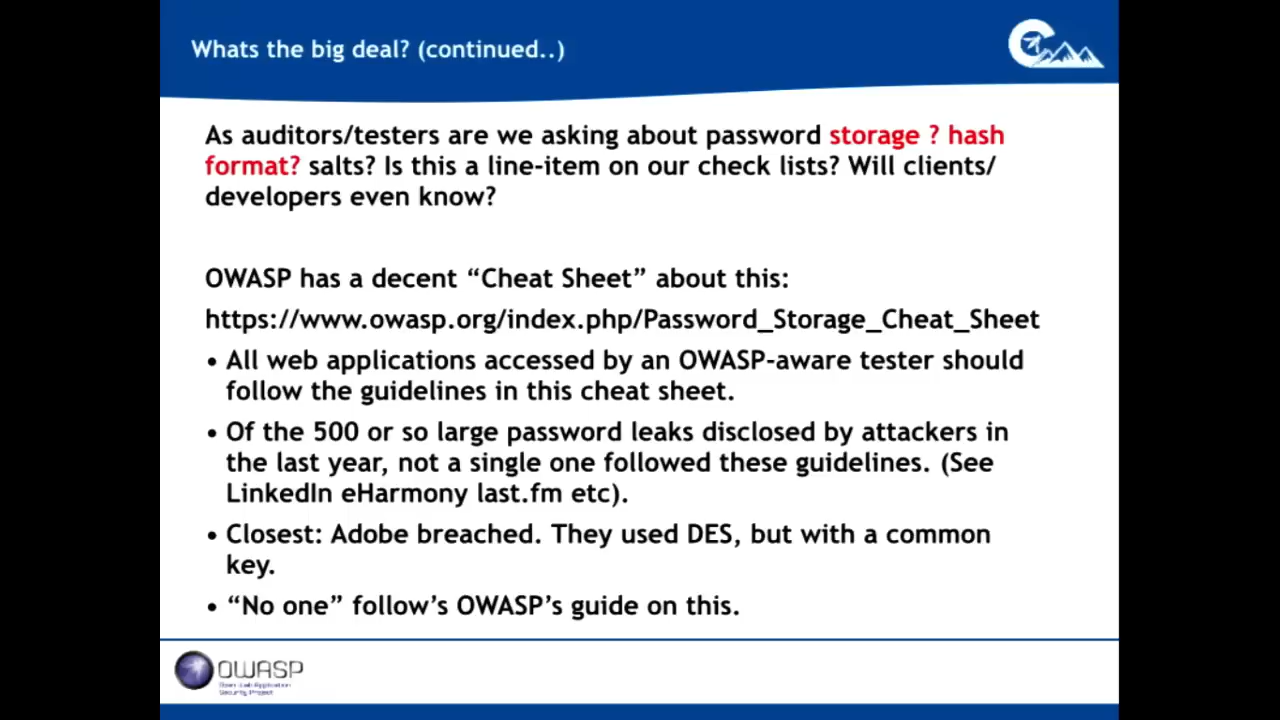 Whats the big deal? (continued..)
As auditors/testers are we asking about password storage ? hash
format? salts? Is this a line-item on our check lists? Will clients/
developers even know?
OWASP has a decent “Cheat Sheet” about this:
https://www.owasp.org/index.php/Password_Storage_Cheat_Sheet
• All web applications accessed by an OWASP-aware tester should
follow the guidelines in this cheat sheet.
• Of the 500 or so large password leaks disclosed by attackers in
the last year, not a single one followed these guidelines. (See
LinkedIn eHarmony last.fm etc).
• Closest: Adobe breached. They used DES, but with a common
key.
• “No one” follow’s OWASP’s guide on this.
OWASP
Open Web Application
Security Project